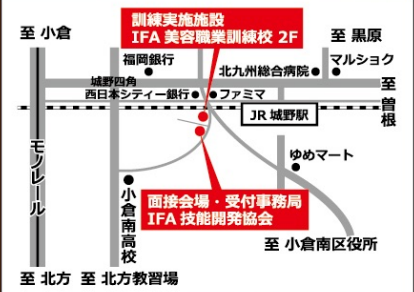 訓練実施施設
IFA 美容職業訓練校 2F
至 小倉
至 黒原
福岡銀行
マルショク
北九州総合病院
城野四角
至 曽根
西日本シティー銀行
ファミマ
JR 城野駅
モノレール
ゆめマート
小倉南高校
面接会場・受付事務局
IFA 技能開発協会
至 小倉南区役所
至 北方
至 北方教習場